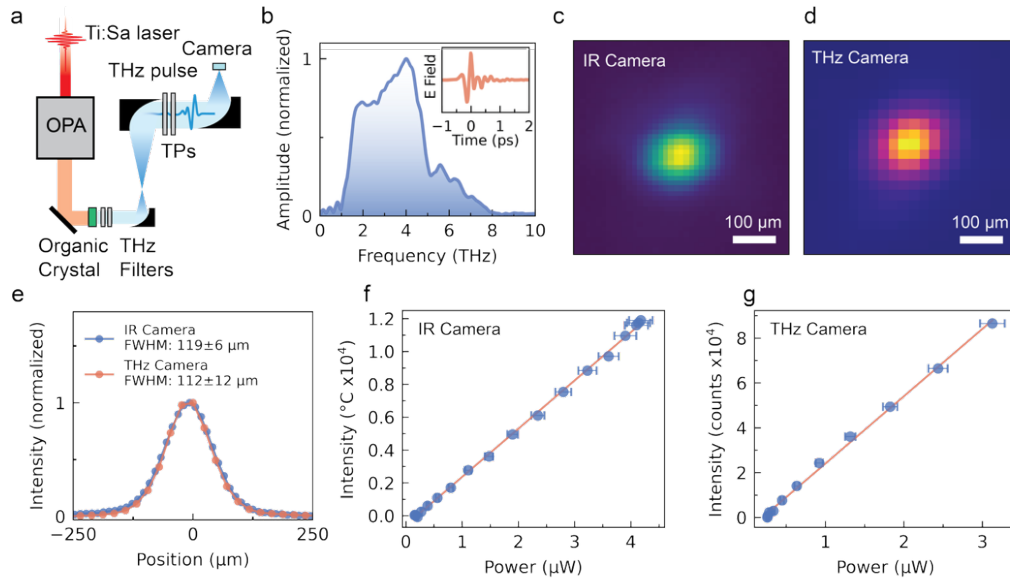 a
Ti:Sa laser
THz pulse
Camera
OPA
TPs
Organic
Crystal
THz
Filters
b
Amplitude (normalized)
1
0
0 2 4 6 8 10
Frequency (THz)
E Field
−1 0 1 2
Time (ps)
c
IR Camera
100 μm
d
THz Camera
100 μm
e
Intensity (normalized)
IR Camera
FWHM: 119±6 μm
THz Camera
FWHM: 112±12 μm
1
0
−250 0 250
Position (μm)
f
IR Camera
Intensity (°C x10⁴)
1.2
1.0
0.8
0.6
0.4
0.2
0.0
0 1 2 3 4
Power (μW)
g
THz Camera
Intensity (counts x10⁴)
8
6
4
2
0
1 2 3
Power (μW)